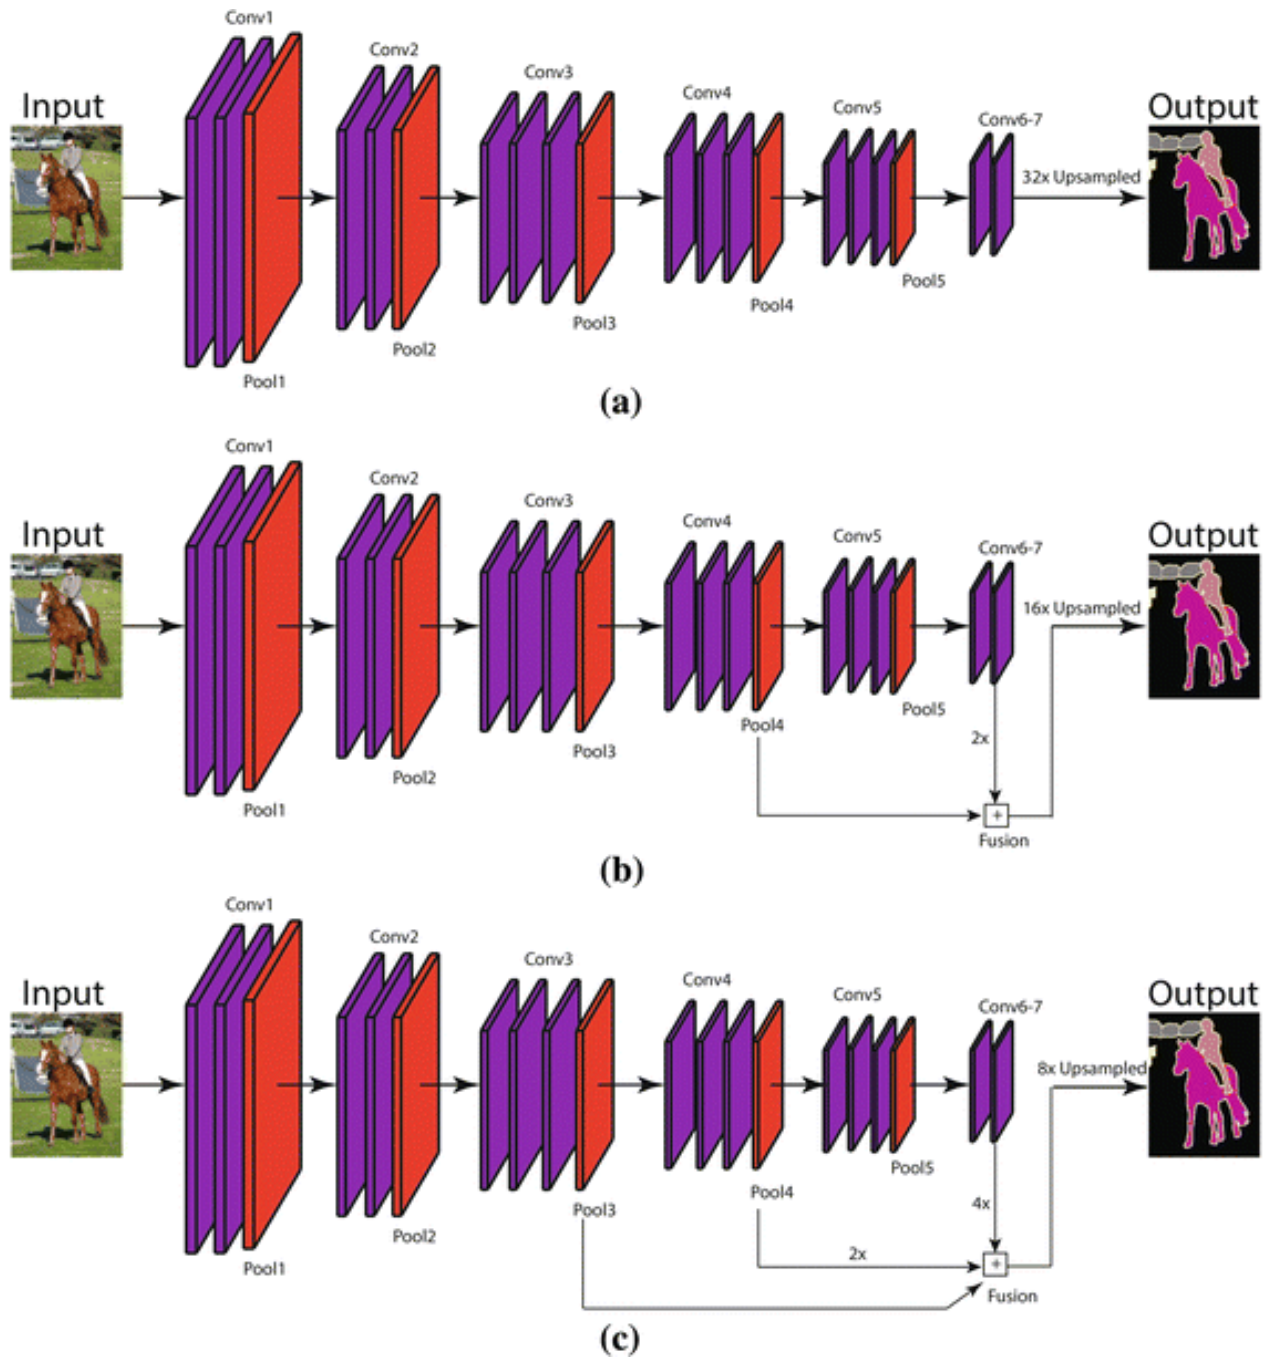 Conv1
Conv2
Conv3
Conv4
Conv5
Conv6-7
Input
Output
32x Upsampled
Pool1
Pool2
Pool3
Pool4
Pool5
(a)
Conv1
Conv2
Conv3
Conv4
Conv5
Conv6-7
Input
Output
16x Upsampled
Pool1
Pool2
Pool3
Pool4
Pool5
2x
+
Fusion
(b)
Conv1
Conv2
Conv3
Conv4
Conv5
Conv6-7
Input
Output
8x Upsampled
Pool1
Pool2
Pool3
Pool4
Pool5
4x
2x
+
Fusion
(c)